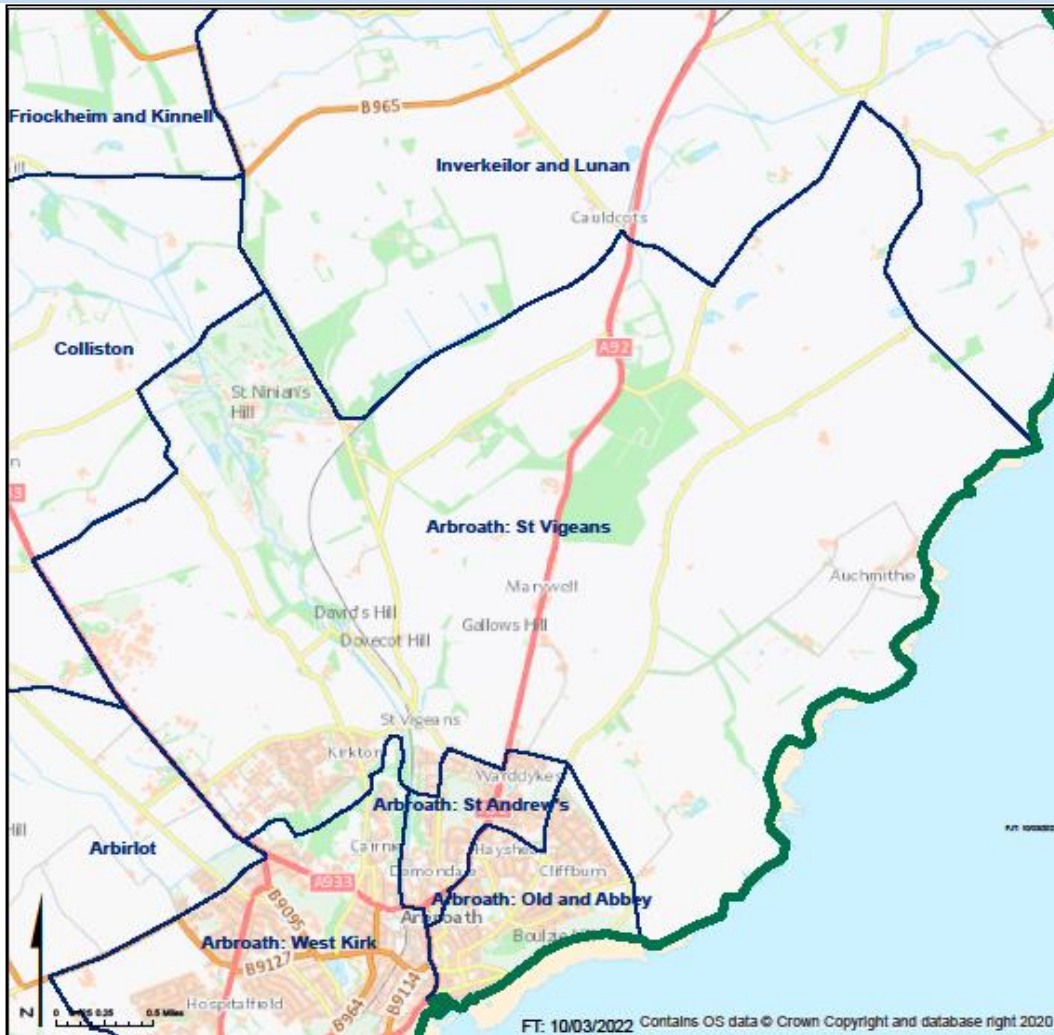 B965
Friockheim and Kinnell
Inverkeilor and Lunan
Cauldcots
Colliston
A92
St Ninian's
Hill
Arbroath: St Vigeans
Marywell
Auchmithe
David's Hill
Gallows Hill
Dovecot Hill
St Vigeans
Kirkton
Warddykes
Arbroath: St Andrew's
Arbirlot
Cairnie
Hayshead
Demondale
Cliffburn
A933
B9095
Arbroath: Old and Abbey
Arbroath
Arbroath: West Kirk
B9127
Hospitalfield
B964
B9114
N
0.5 Miles
FT: 10/03/2022 Contains OS data © Crown Copyright and database right 2020